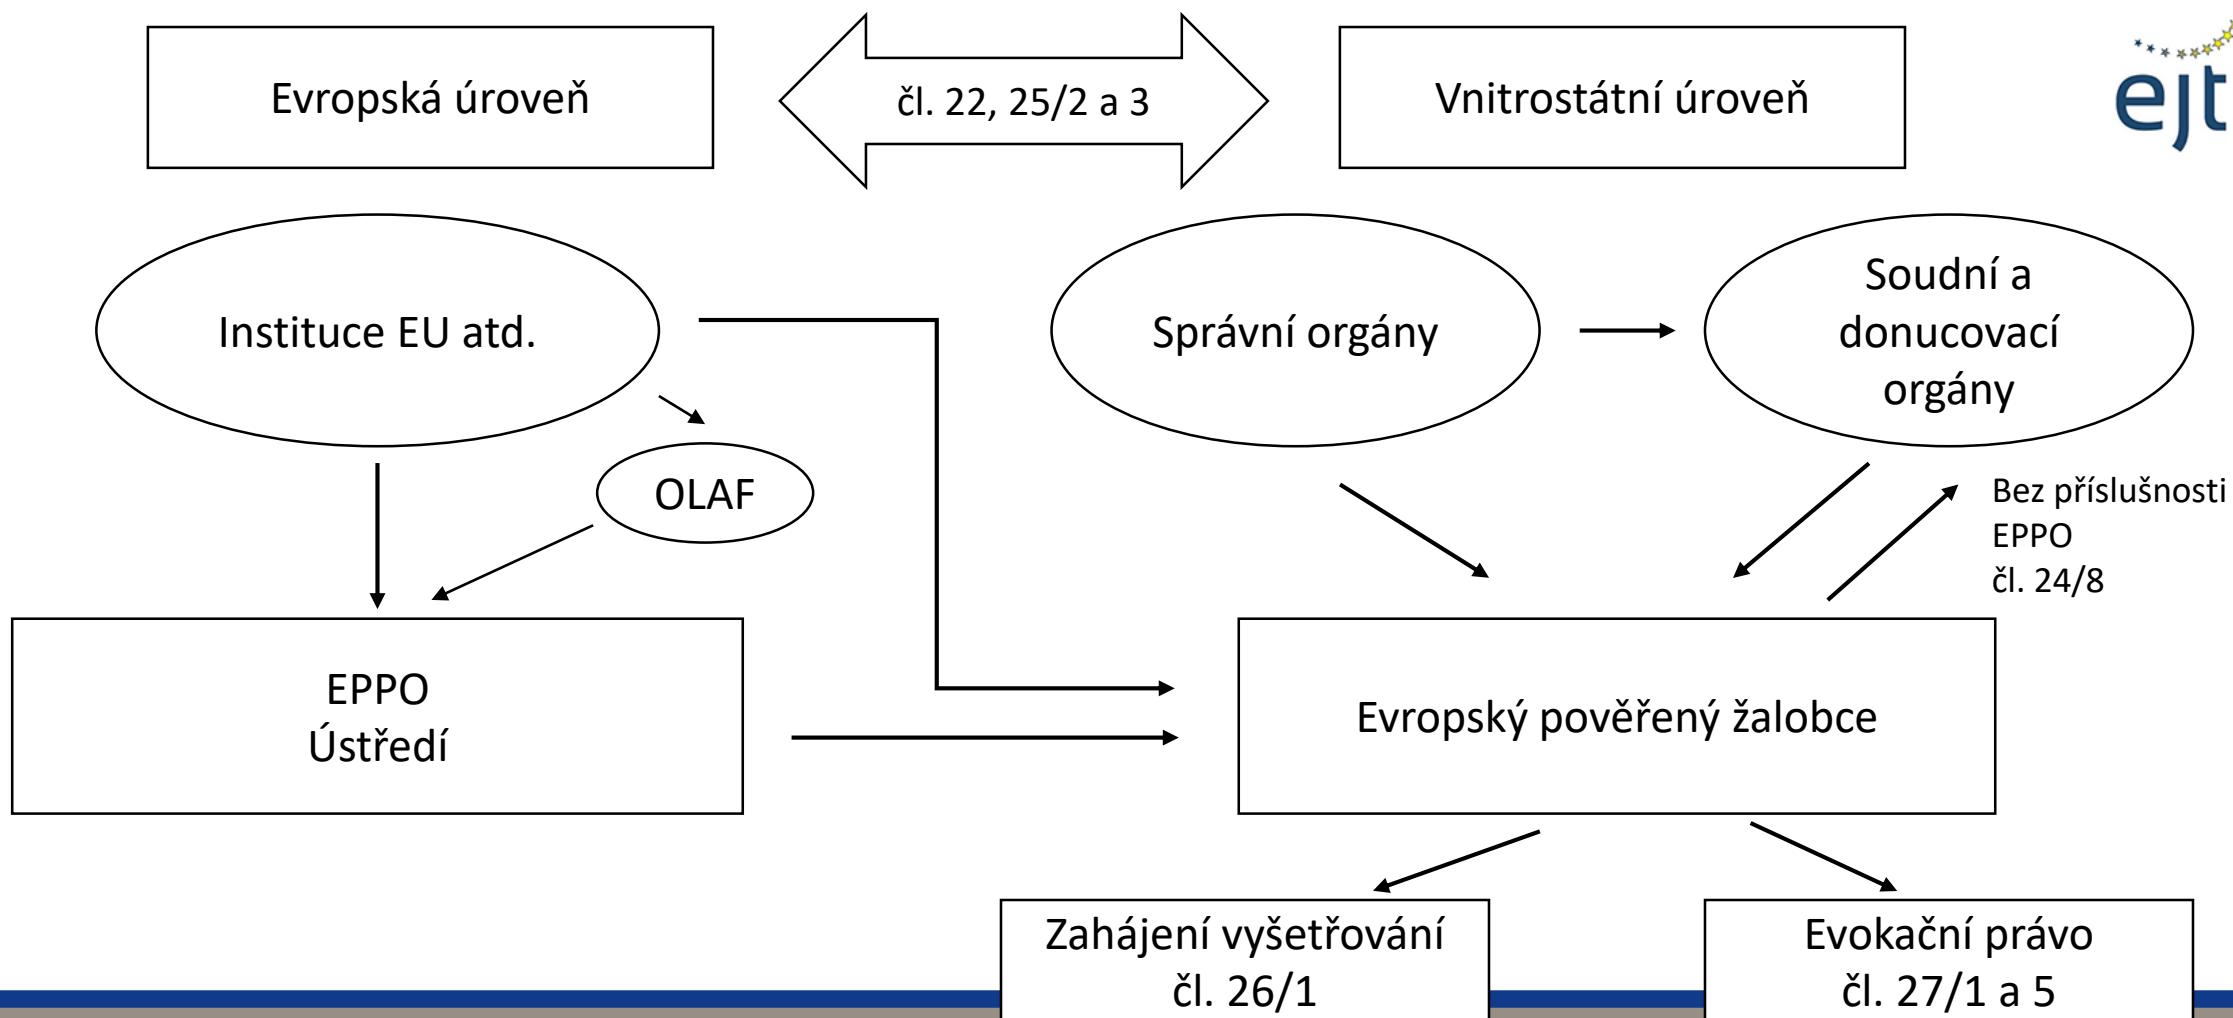 Evropská úroveň
čl. 22, 25/2 a 3
Vnitrostátní úroveň
ejt
Instituce EU atd.
Správní orgány
Soudní a
donucovací
orgány
OLAF
Bez příslušnosti
EPPO
čl. 24/8
EPPO
Ústředí
Evropský pověřený žalobce
Zahájení vyšetřování
čl. 26/1
Evokační právo
čl. 27/1 a 5